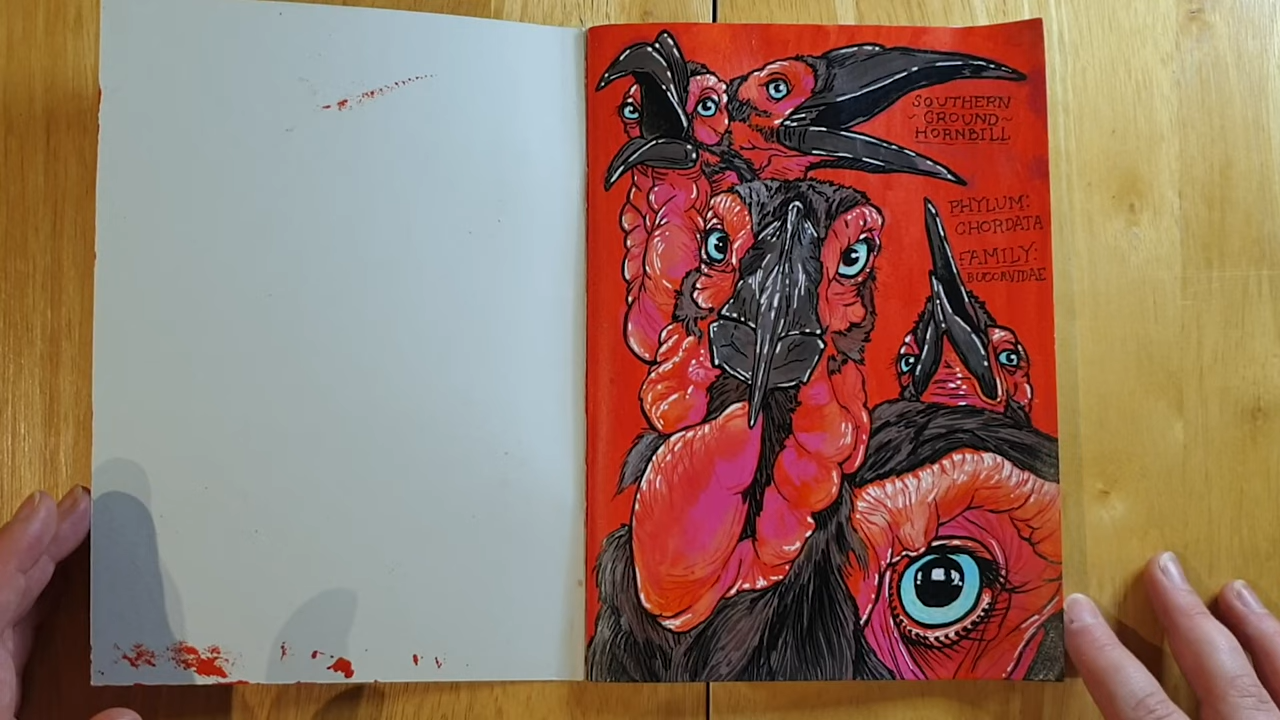 SOUTHERN
~ GROUND ~
HORNBILL
PHYLUM:
CHORDATA
FAMILY:
BUCORVIDAE